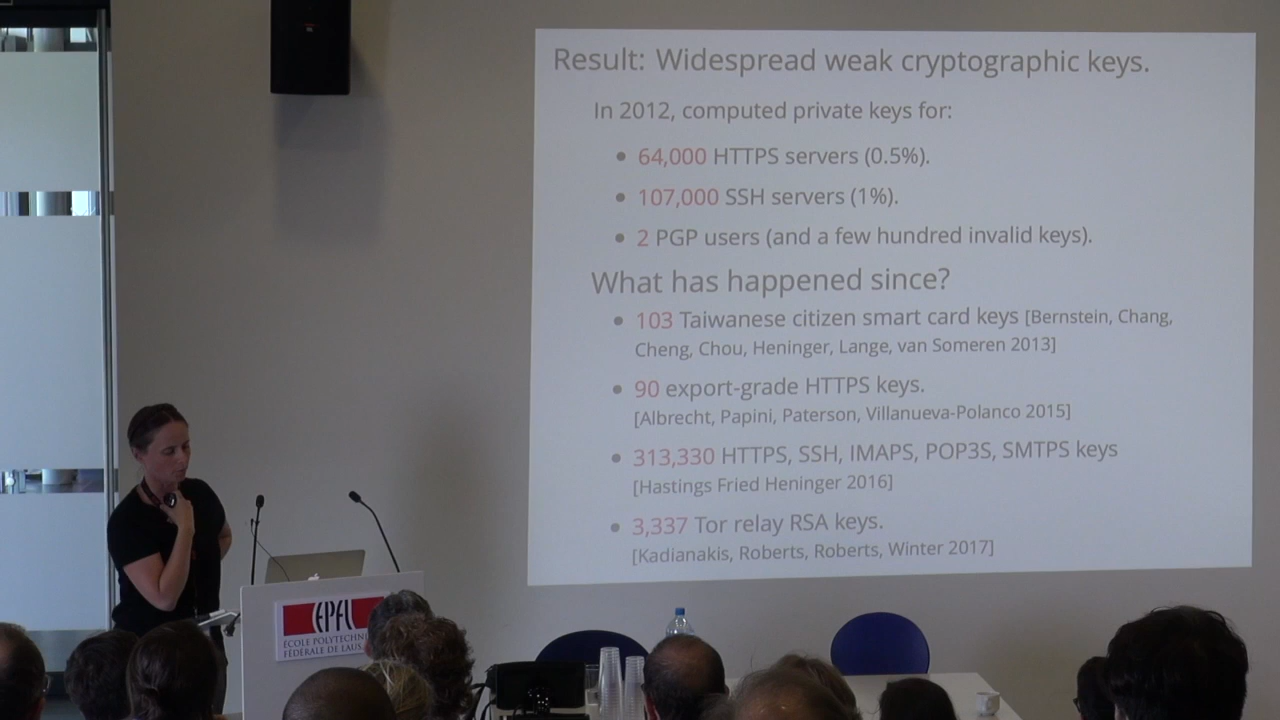 Result: Widespread weak cryptographic keys.
In 2012, computed private keys for:
• 64,000 HTTPS servers (0.5%).
• 107,000 SSH servers (1%).
• 2 PGP users (and a few hundred invalid keys).
What has happened since?
• 103 Taiwanese citizen smart card keys [Bernstein, Chang,
Cheng, Chou, Heninger, Lange, van Someren 2013]
• 90 export-grade HTTPS keys.
[Albrecht, Papini, Paterson, Villanueva-Polanco 2015]
• 313,330 HTTPS, SSH, IMAPS, POP3S, SMTPS keys
[Hastings Fried Heninger 2016]
• 3,337 Tor relay RSA keys.
[Kadianakis, Roberts, Roberts, Winter 2017]
EPFL
ÉCOLE POLYTECHN
FÉDÉRALE DE LAUS